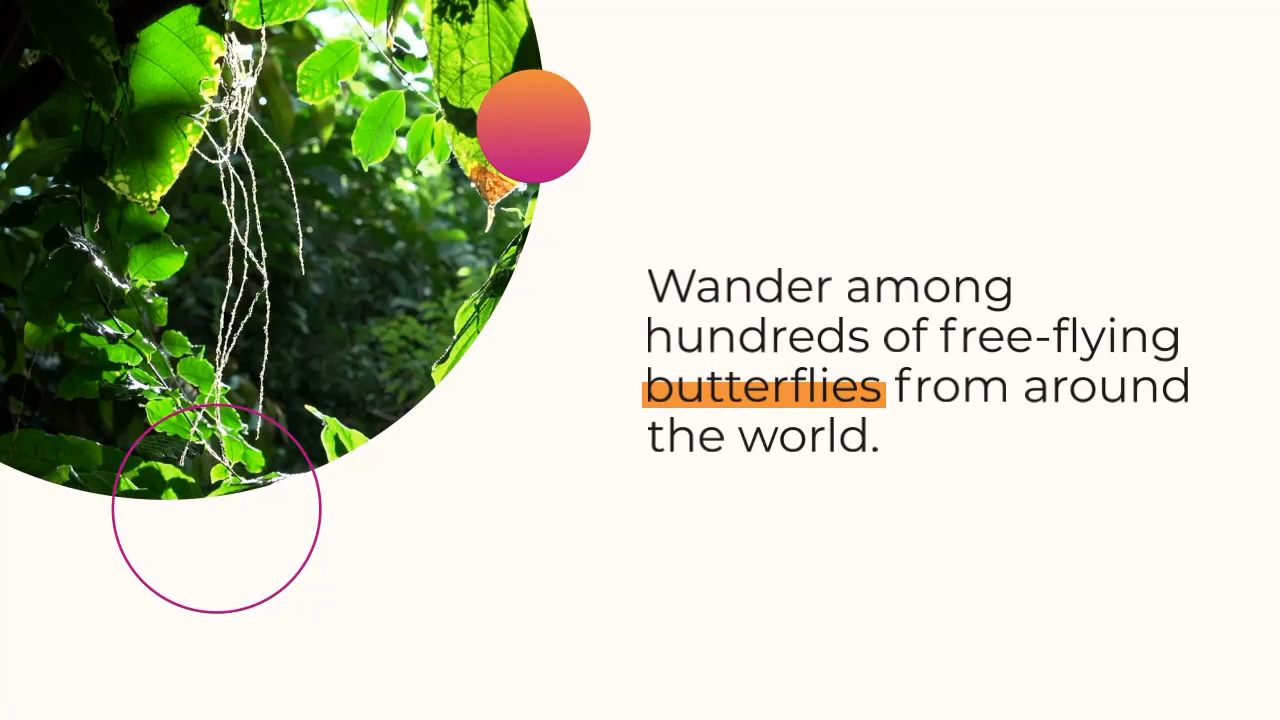 Wander among
hundreds of free-flying
butterflies from around
the world.